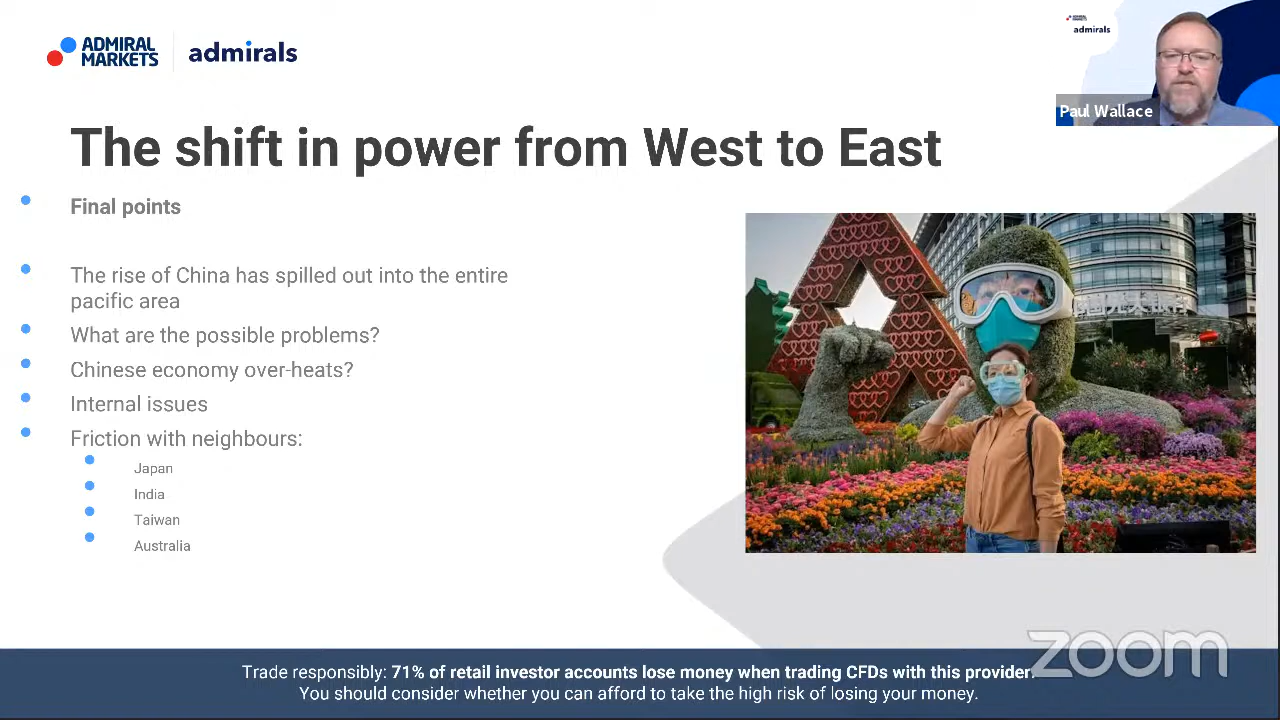 ADMIRAL
MARKETS
admirals
admirals
Paul Wallace
The shift in power from West to East
Final points
The rise of China has spilled out into the entire
pacific area
What are the possible problems?
Chinese economy over-heats?
Internal issues
Friction with neighbours:
Japan
India
Taiwan
Australia
zoom
Trade responsibly: 71% of retail investor accounts lose money when trading CFDs with this provider.
You should consider whether you can afford to take the high risk of losing your money.